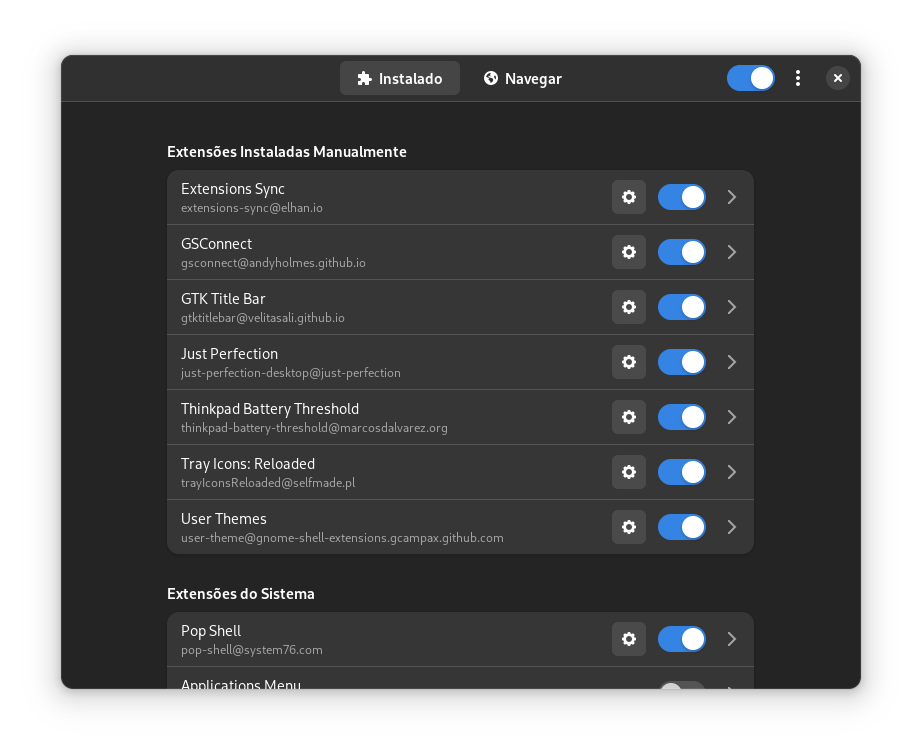 Instalado
Navegar
Extensões Instaladas Manualmente
Extensions Sync
extensions-sync@elhan.io
GSConnect
gsconnect@andyholmes.github.io
GTK Title Bar
gtktitlebar@velitasali.github.io
Just Perfection
just-perfection-desktop@just-perfection
Thinkpad Battery Threshold
thinkpad-battery-threshold@marcosdalvarez.org
Tray Icons: Reloaded
trayIconsReloaded@selfmade.pl
User Themes
user-theme@gnome-shell-extensions.gcampax.github.com
Extensões do Sistema
Pop Shell
pop-shell@system76.com
Applications Menu